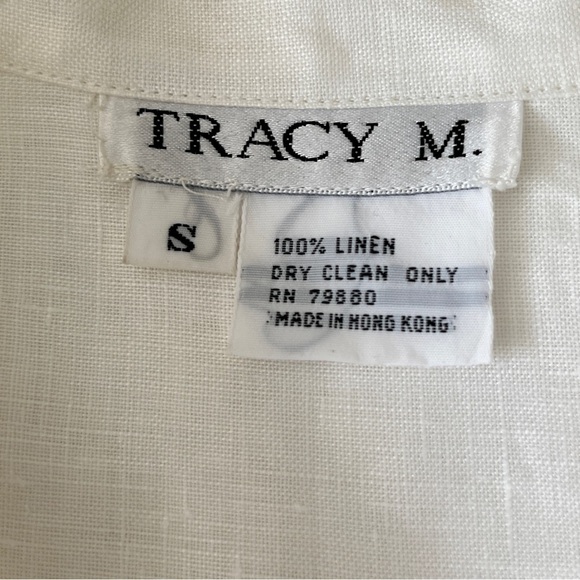 TRACY M.
S
100% LINEN
DRY CLEAN ONLY
RN 79880
MADE IN HONG KONG